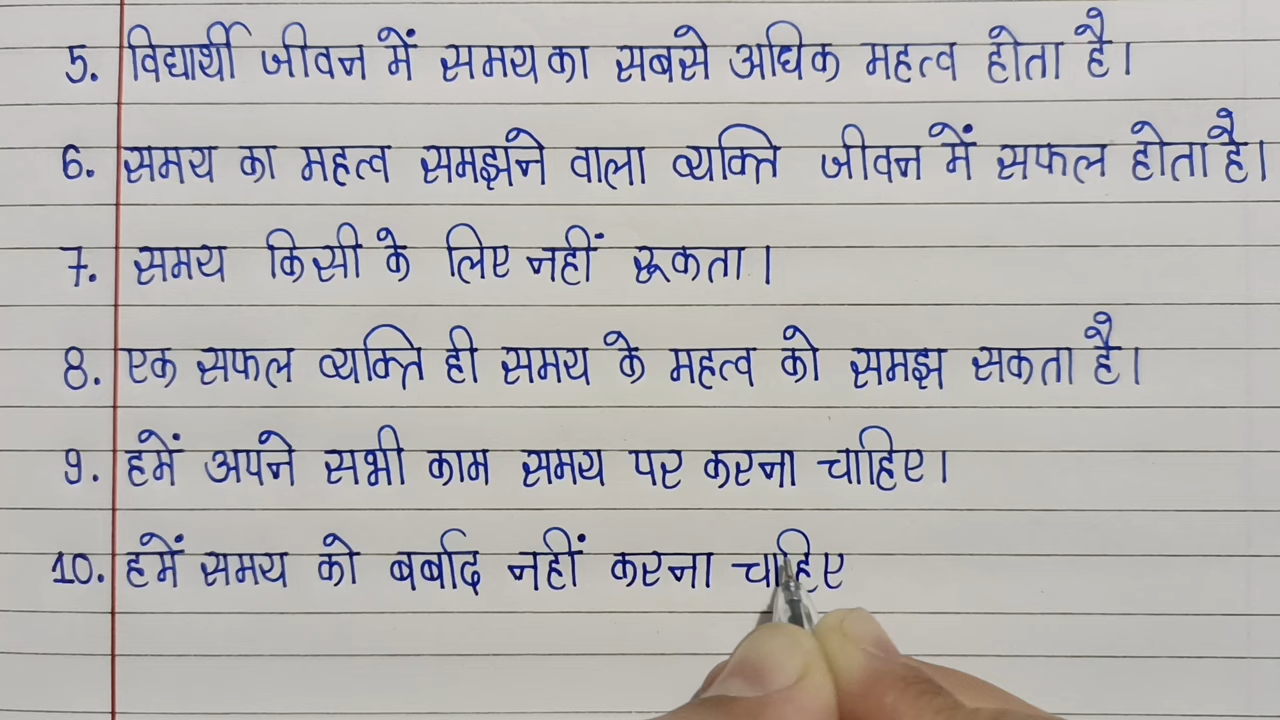 5. विद्यार्थी जीवन में समय का सबसे अधिक महत्व होता है।
6. समय का महत्व समझने वाला व्यक्ति जीवन में सफल होता है।
7. समय किसी के लिए नहीं रूकता।
8. एक सफल व्यक्ति ही समय के महत्व को समझ सकता है।
9. हमें अपने सभी काम समय पर करना चाहिए।
10. हमें समय को बर्बाद नहीं करना चाहिए